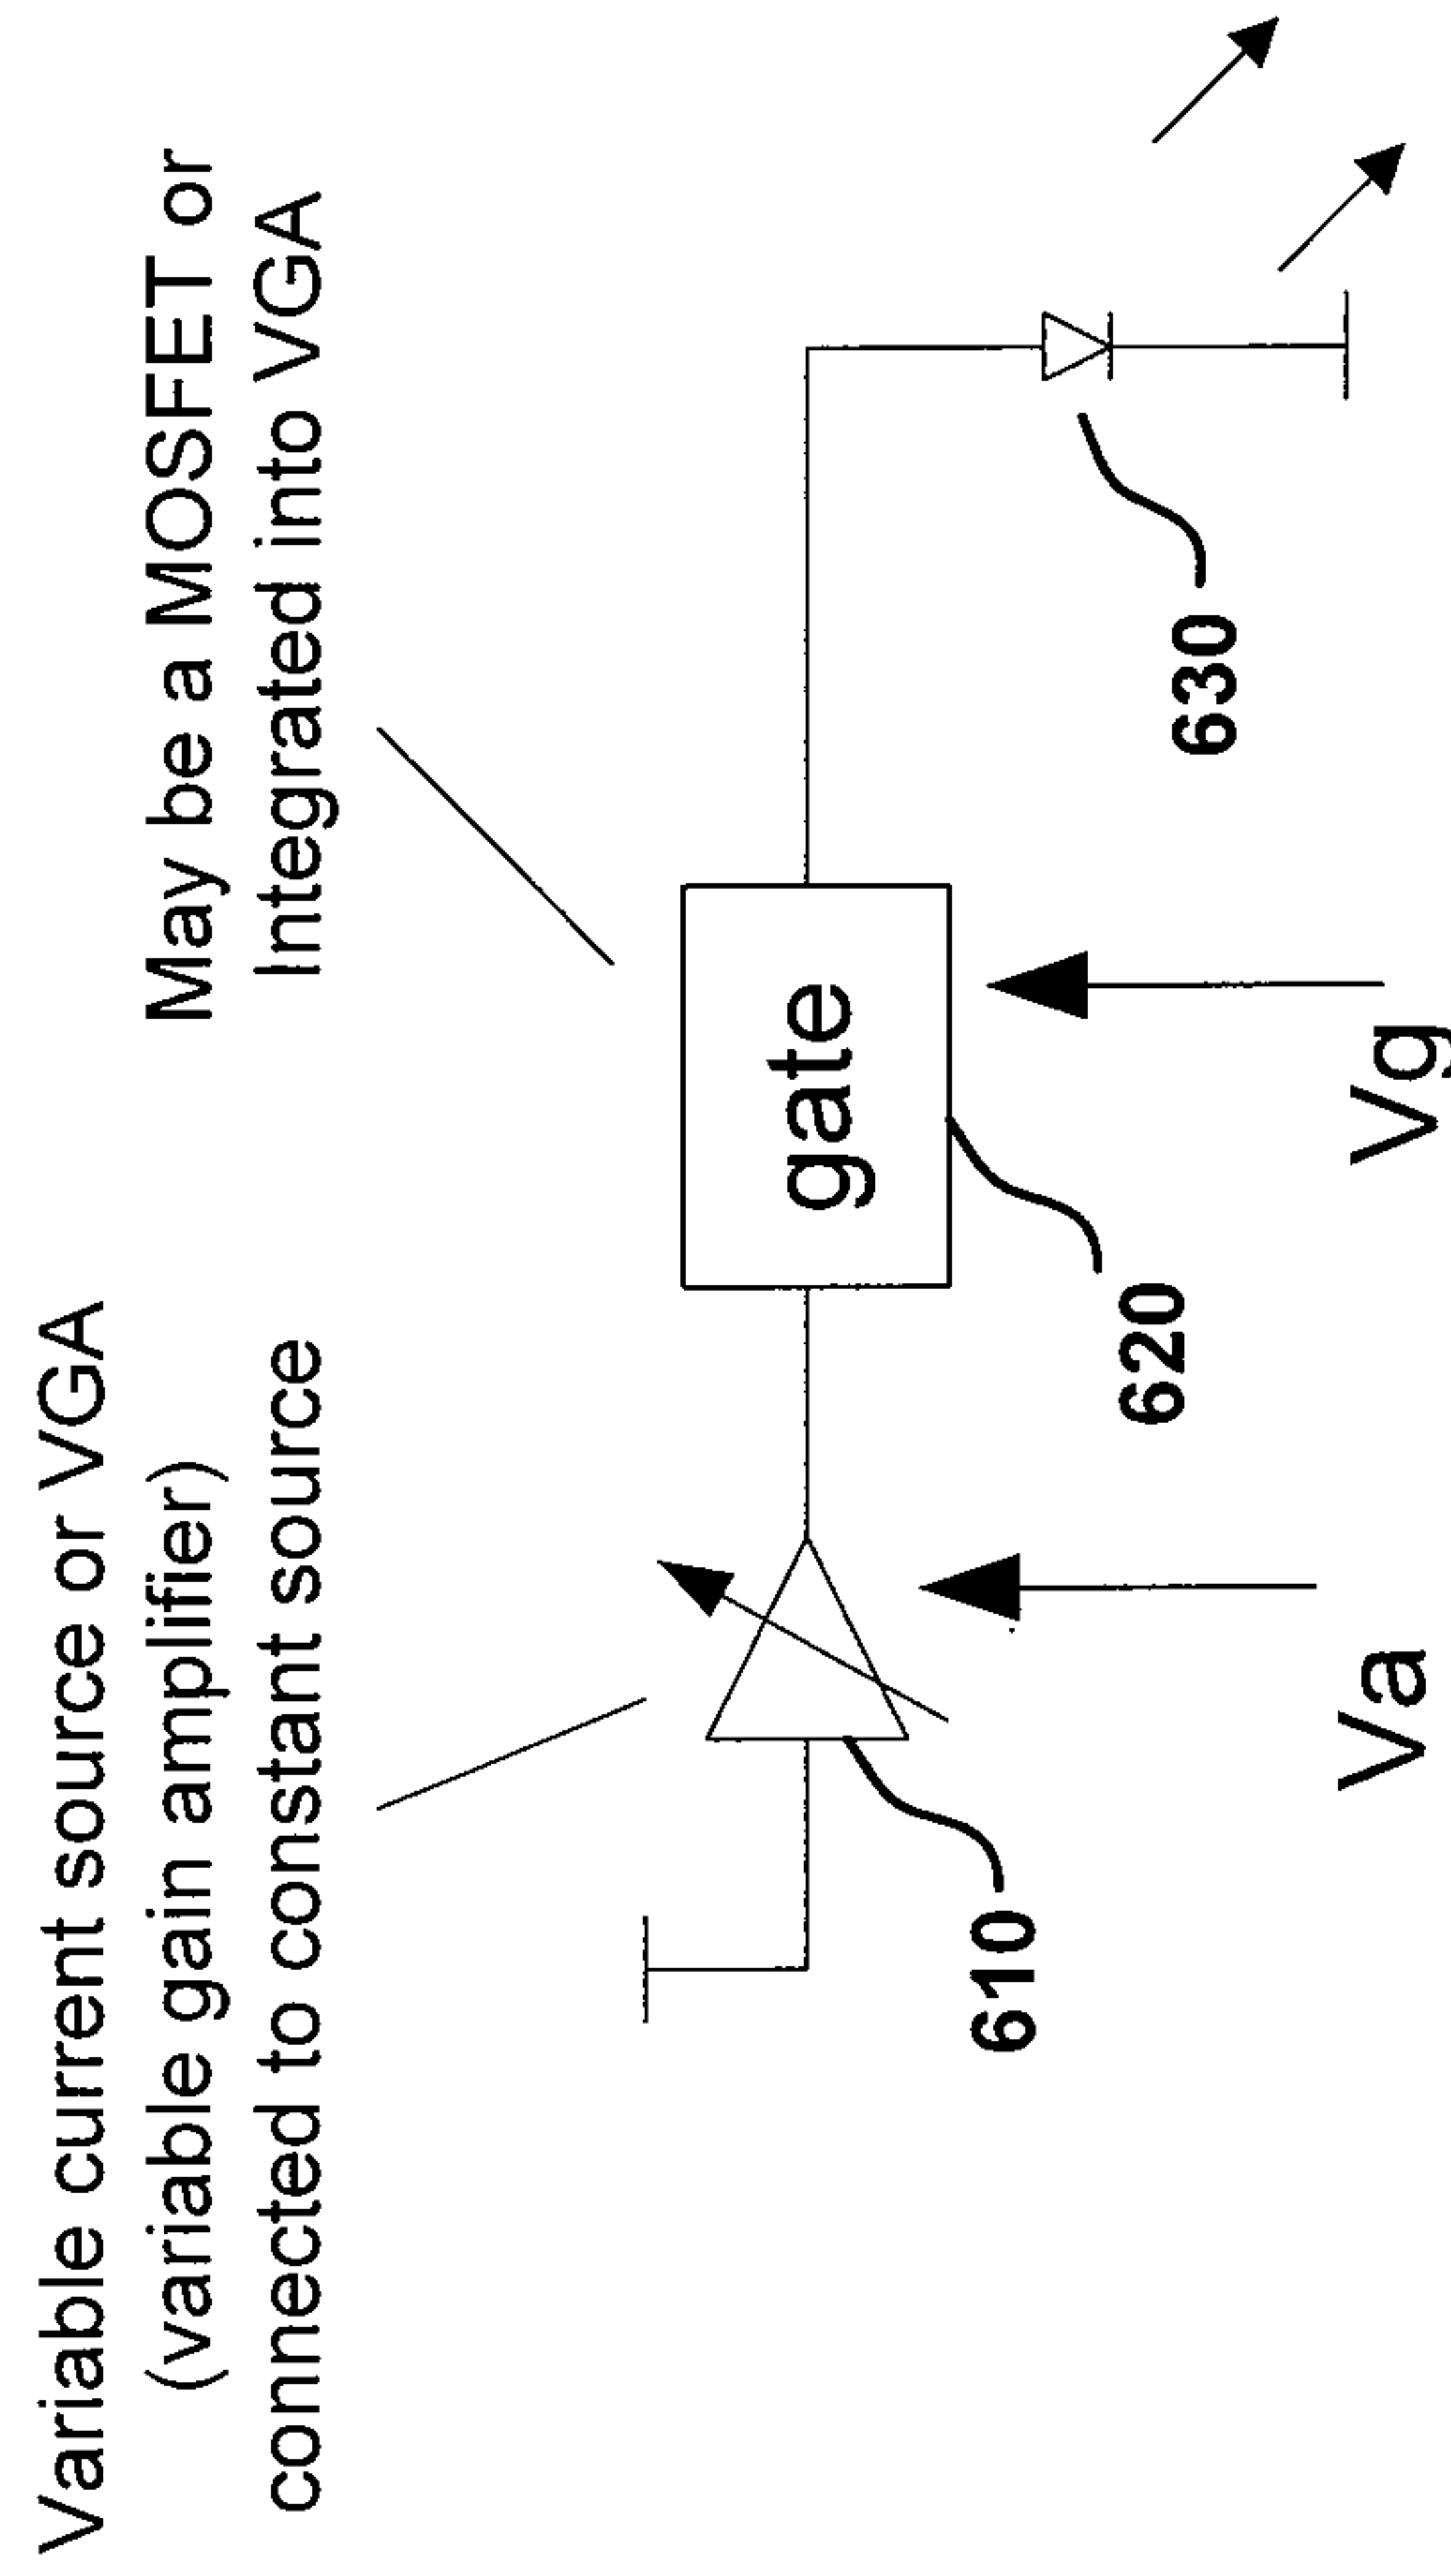 Variable current source or VGA
(variable gain amplifier)
connected to constant source
May be a MOSFET or
Integrated into VGA
gate
610
620
630
Va
Vg